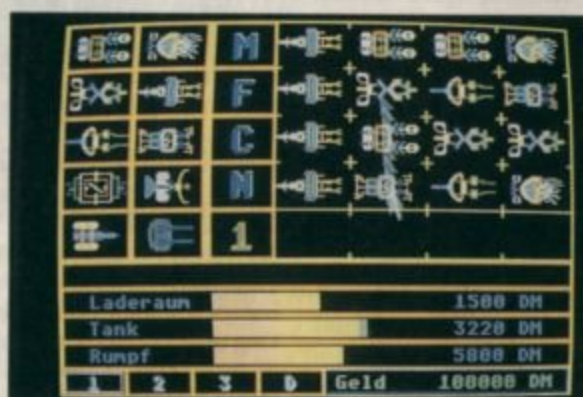 M
F
C
N
1
Laderaum 1500 DM
Tank 3220 DM
Rumpf 5800 DM
1 2 3 D Geld 100000 DM